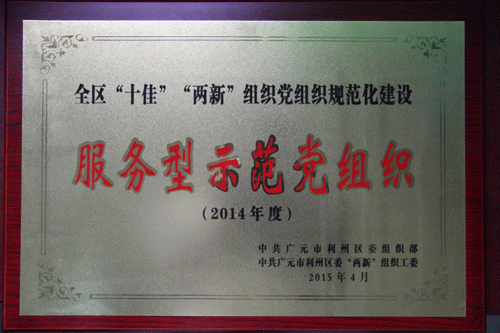 全区“十佳”“两新”组织党组织规范化建设
服务型示范党组织
(2014年度)
中共广元市利州区委组织部
中共广元市利州区委“两新”组织工委
2015年4月